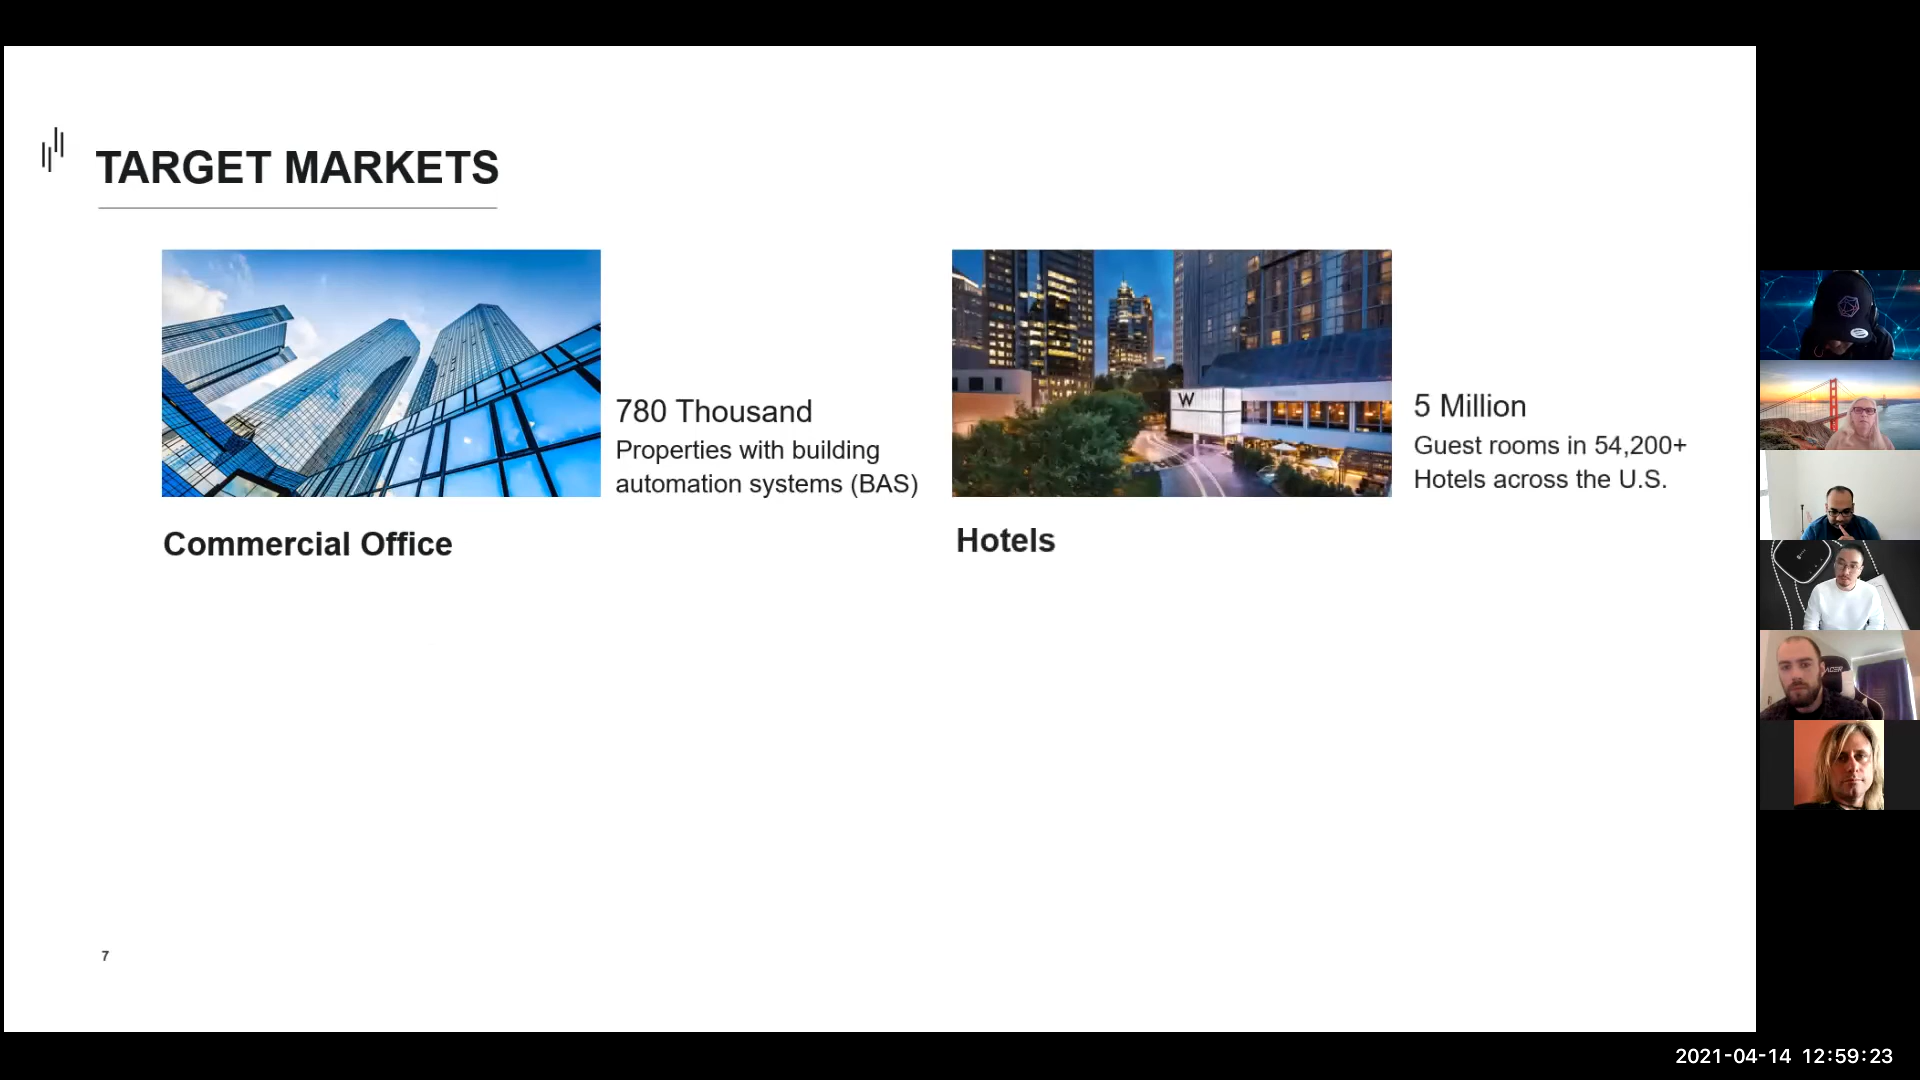 TARGET MARKETS
780 Thousand
Properties with building
automation systems (BAS)
Commercial Office
W
5 Million
Guest rooms in 54,200+
Hotels across the U.S.
Hotels
7
2021-04-14 12:59:23